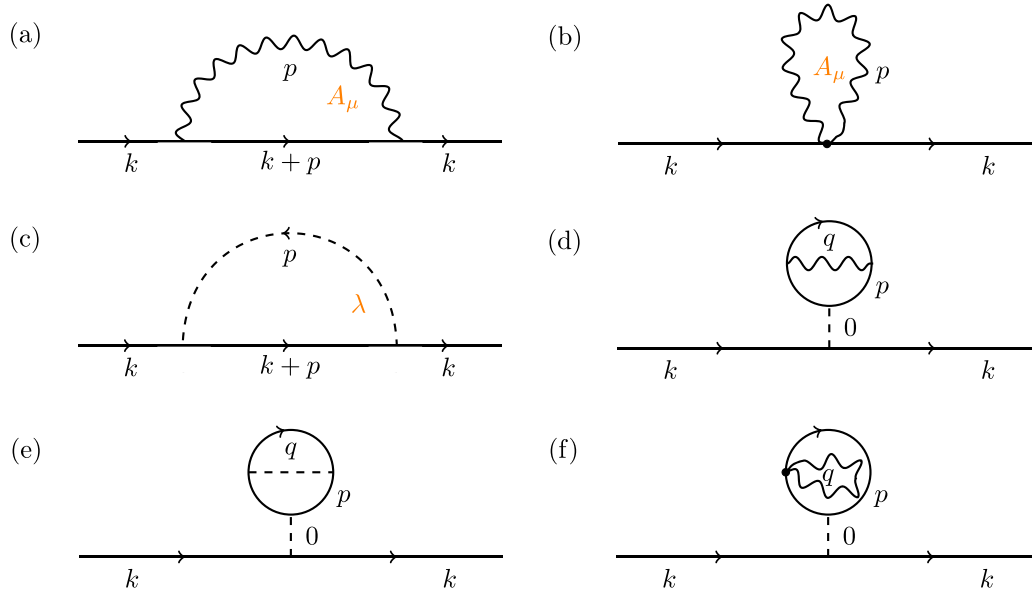 (a) p A_μ
k k + p k
(b) A_μ p
k k
(c) p λ
k k + p k
(d) q p
0
k k
(e) q p
0
k k
(f) q p
0
k k